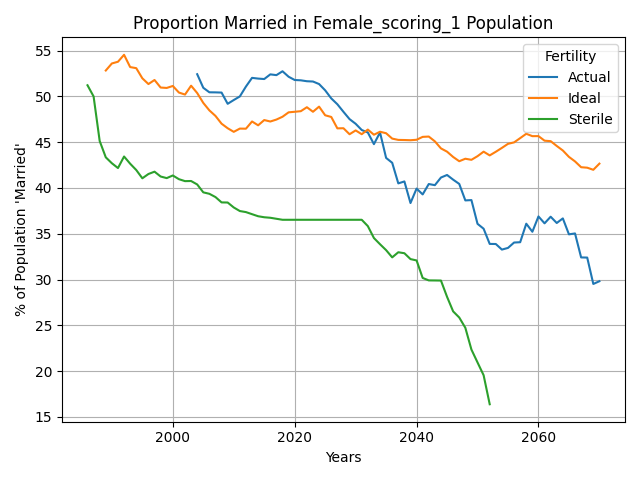 Proportion Married in Female_scoring_1 Population
% of Population 'Married'
55
50
45
40
35
30
25
20
15
Fertility
Actual
Ideal
Sterile
2000 2020 2040 2060
Years